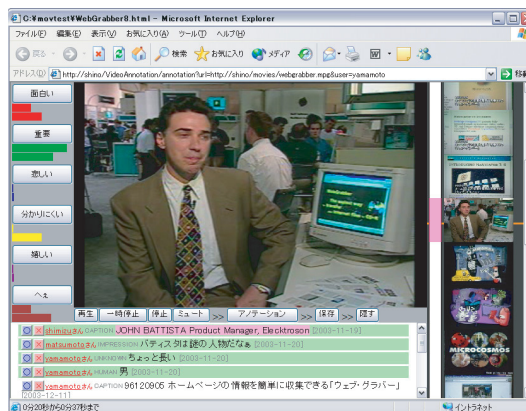 C:¥movtest¥WebGrabber8.html - Microsoft Internet Explorer
ファイル(F) 編集(E) 表示(V) お気に入り(A) ツール(T) ヘルプ(H)
戻る 検索 お気に入り メディア
アドレス(D) http://shino/VideoAnnotation/annotation?url=http://shino/movies/webgrabber.mpg&user=yamamoto 移動
面白い
重要
悲しい
分かりにくい
嬉しい
へぇ
WebGrabber
MICROCOSMOS
再生 一時停止 停止 ミュート >> アノテーション >> 保存 >> 隠す
shimizuさん CAPTION JOHN BATTISTA Product Manager, Elecktroson [2003-11-19]
matsumotoさん IMPRESSION バティスタは謎の人物だなぁ [2003-11-20]
yamamotoさん UNKNOWN ちょっと長い [2003-11-20]
yamamotoさん HUMAN 男 [2003-11-20]
yamamotoさん CAPTION 96120905 ホームページの情報を簡単に収集できる「ウェブ・グラバー」
[2003-12-11]
0分20秒から0分37秒まで イントラネット